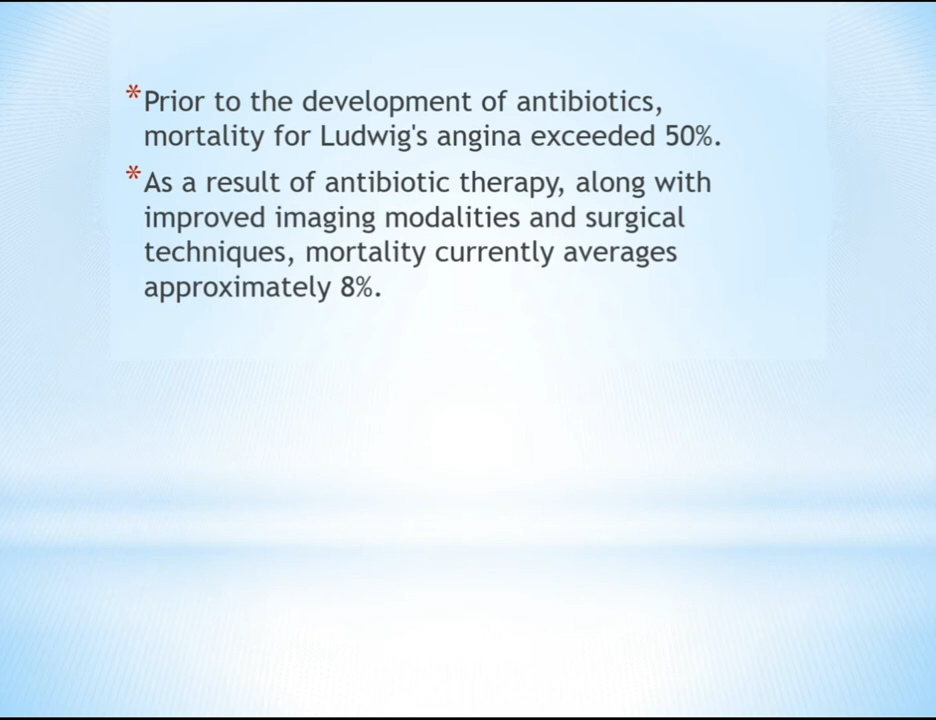 *Prior to the development of antibiotics,
mortality for Ludwig's angina exceeded 50%.
*As a result of antibiotic therapy, along with
improved imaging modalities and surgical
techniques, mortality currently averages
approximately 8%.